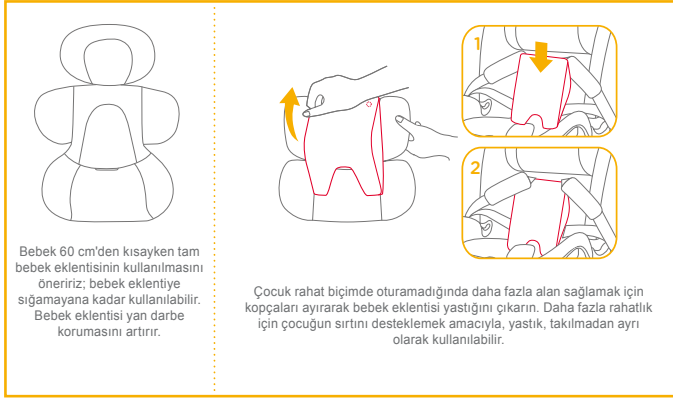 1
2
Bebek 60 cm'den kısayken tam
bebek eklentisinin kullanılmasını
öneririz; bebek eklentiye
sığamayana kadar kullanılabilir.
Bebek eklentisi yan darbe
korumasını artırır.
Çocuk rahat biçimde oturamadığında daha fazla alan sağlamak için
kopçaları ayırarak bebek eklentisi yastığını çıkarın. Daha fazla rahatlık
için çocuğun sırtını desteklemek amacıyla, yastık, takılmadan ayrı
olarak kullanılabilir.